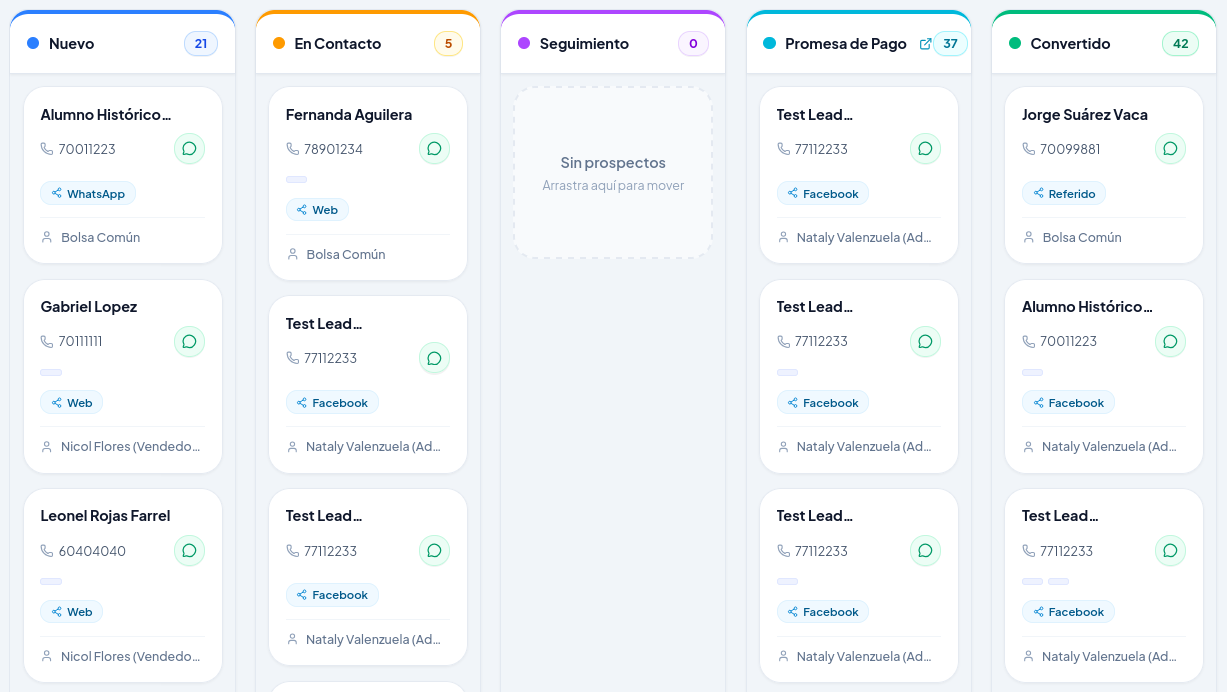 Nuevo
21
Alumno Histórico…
70011223
WhatsApp
Bolsa Común
Gabriel Lopez
70111111
Web
Nicol Flores (Vendedo…
Leonel Rojas Farrel
60404040
Web
Nicol Flores (Vendedo…
En Contacto
5
Fernanda Aguilera
78901234
Web
Bolsa Común
Test Lead…
77112233
Facebook
Nataly Valenzuela (Ad…
Test Lead…
77112233
Facebook
Nataly Valenzuela (Ad…
Seguimiento
0
Sin prospectos
Arrastra aquí para mover
Promesa de Pago
37
Test Lead…
77112233
Facebook
Nataly Valenzuela (Ad…
Test Lead…
77112233
Facebook
Nataly Valenzuela (Ad…
Test Lead…
77112233
Facebook
Nataly Valenzuela (Ad…
Convertido
42
Jorge Suárez Vaca
70099881
Referido
Bolsa Común
Alumno Histórico…
70011223
Facebook
Nataly Valenzuela (Ad…
Test Lead…
77112233
Facebook
Nataly Valenzuela (Ad…